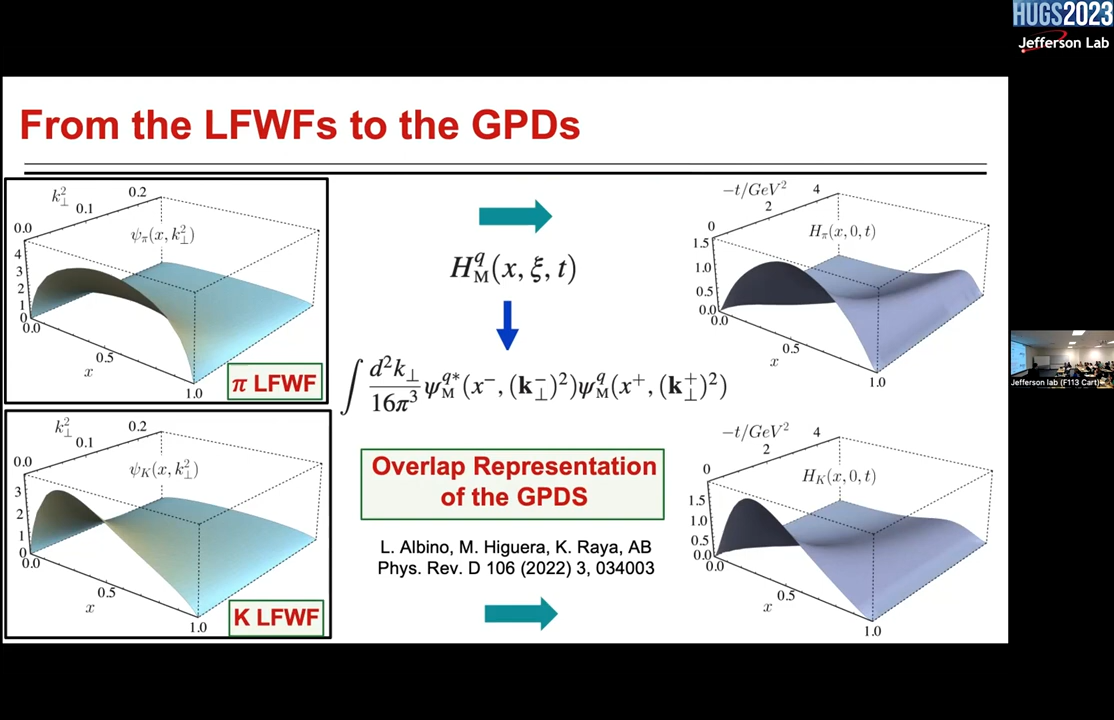 HUGS2023
Jefferson Lab
From the LFWFs to the GPDs
k²⊥
0.0
0.1
0.2
ψπ(x, k²⊥)
4
3
2
1
0
0.0
0.5
1.0
x
π LFWF
H^q_M(x, ξ, t)
-t/GeV²
0
2
4
Hπ(x, 0, t)
1.5
1.0
0.5
0.0
0.0
0.5
1.0
x
∫ d²k⊥/16π³ ψ^q*_M(x⁻, (k⁻⊥)²)ψ^q_M(x⁺, (k⁺⊥)²)
Jefferson lab (F113 Cart)
k²⊥
0.0
0.1
0.2
ψK(x, k²⊥)
3
2
1
0
0.0
0.5
1.0
x
K LFWF
Overlap Representation
of the GPDS
L. Albino, M. Higuera, K. Raya, AB
Phys. Rev. D 106 (2022) 3, 034003
-t/GeV²
0
2
4
HK(x, 0, t)
1.5
1.0
0.5
0.0
0.0
0.5
1.0
x